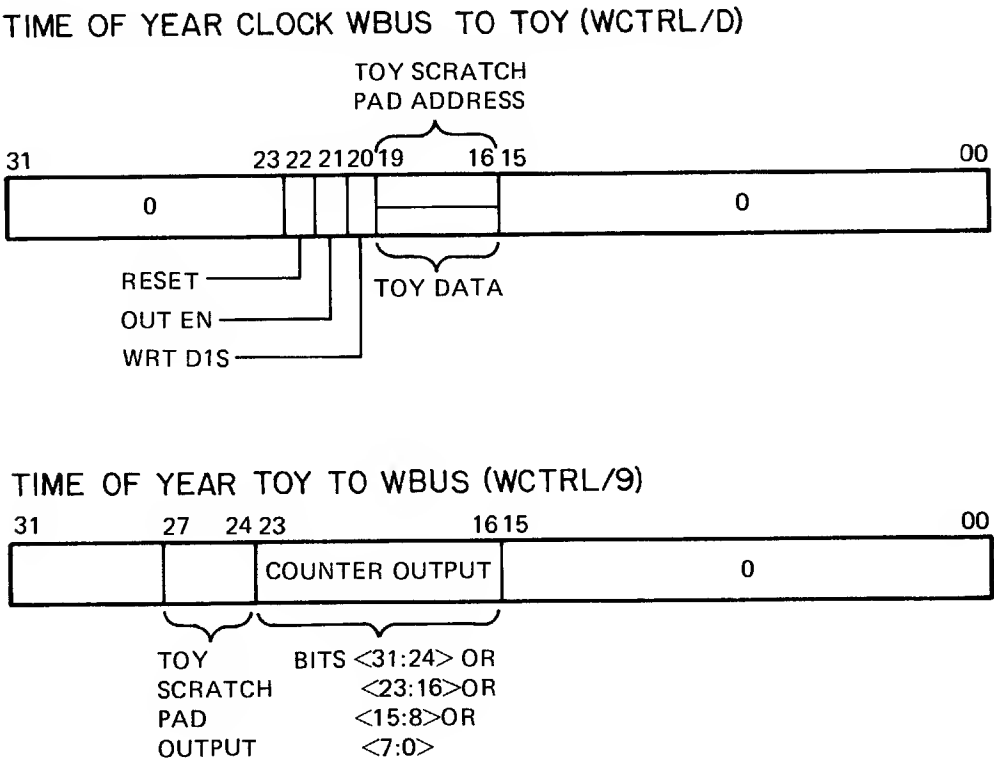 TIME OF YEAR CLOCK WBUS TO TOY (WCTRL/D)
TOY SCRATCH
PAD ADDRESS
31 23 22 21 20 19 16 15 00
0 0
RESET
TOY DATA
OUT EN
WRT D1S
TIME OF YEAR TOY TO WBUS (WCTRL/9)
31 27 24 23 16 15 00
COUNTER OUTPUT 0
TOY BITS <31:24> OR
SCRATCH <23:16>OR
PAD <15:8>OR
OUTPUT <7:0>